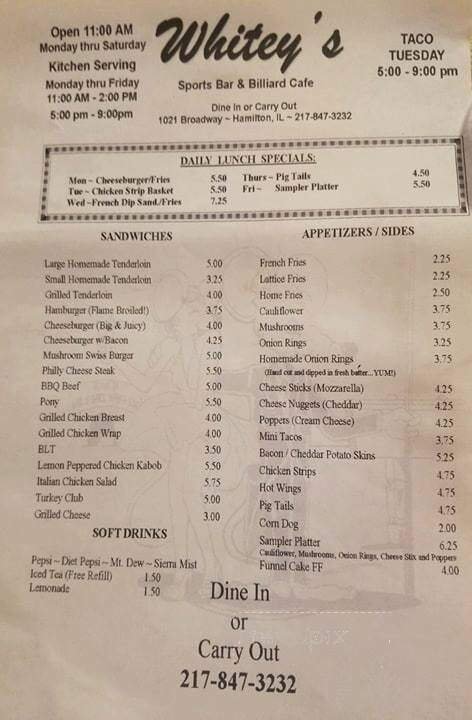 Open 11:00 AM
Monday thru Saturday
Kitchen Serving
Monday thru Friday
11:00 AM - 2:00 PM
5:00 pm - 9:00pm
Whitey's
Sports Bar & Billiard Cafe
Dine In or Carry Out
1021 Broadway ~ Hamilton, IL ~ 217-847-3232
TACO
TUESDAY
5:00 - 9:00 pm
DAILY LUNCH SPECIALS:
Mon ~ Cheeseburger/Fries 5.50
Tue ~ Chicken Strip Basket 5.50
Wed ~French Dip Sand./Fries 7.25
Thurs ~ Pig Tails 4.50
Fri ~ Sampler Platter 5.50
SANDWICHES
Large Homemade Tenderloin 5.00
Small Homemade Tenderloin 3.25
Grilled Tenderloin 4.00
Hamburger (Flame Broiled!) 3.75
Cheeseburger (Big & Juicy) 4.00
Cheeseburger w/Bacon 4.25
Mushroom Swiss Burger 5.00
Philly Cheese Steak 5.50
BBQ Beef 5.00
Pony 5.50
Grilled Chicken Breast 4.00
Grilled Chicken Wrap 4.00
BLT 3.50
Lemon Peppered Chicken Kabob 5.50
Italian Chicken Salad 5.75
Turkey Club 5.00
Grilled Cheese 3.00
SOFT DRINKS
Pepsi ~ Diet Pepsi ~ Mt. Dew ~ Sierra Mist
Iced Tea (Free Refill) 1.50
Lemonade 1.50
APPETIZERS / SIDES
French Fries 2.25
Lattice Fries 2.25
Home Fries 2.50
Cauliflower 3.75
Mushrooms 3.75
Onion Rings 3.25
Homemade Onion Rings 3.75
(Hand cut and dipped in fresh batter...YUM!)
Cheese Sticks (Mozzarella) 4.25
Cheese Nuggets (Cheddar) 4.25
Poppers (Cream Cheese) 4.25
Mini Tacos 3.75
Bacon / Cheddar Potato Skins 5.25
Chicken Strips 4.75
Hot Wings 4.75
Pig Tails 4.75
Corn Dog 2.00
Sampler Platter 6.25
Cauliflower, Mushrooms, Onion Rings, Cheese Stix and Poppers
Funnel Cake FF 4.00
Dine In
or
Carry Out
217-847-3232